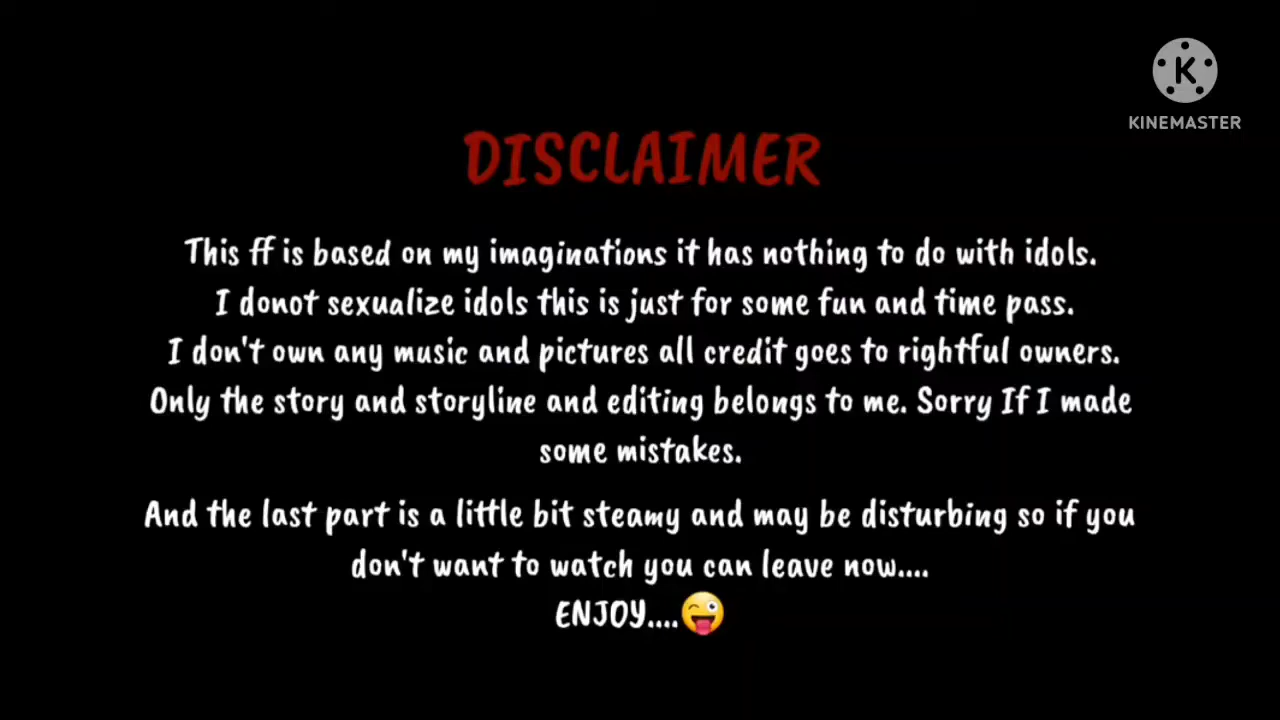 KINEMASTER
DISCLAIMER
This ff is based on my imaginations it has nothing to do with idols.
I donot sexualize idols this is just for some fun and time pass.
I don't own any music and pictures all credit goes to rightful owners.
Only the story and storyline and editing belongs to me. Sorry If I made
some mistakes.
And the last part is a little bit steamy and may be disturbing so if you
don't want to watch you can leave now....
ENJOY....😜